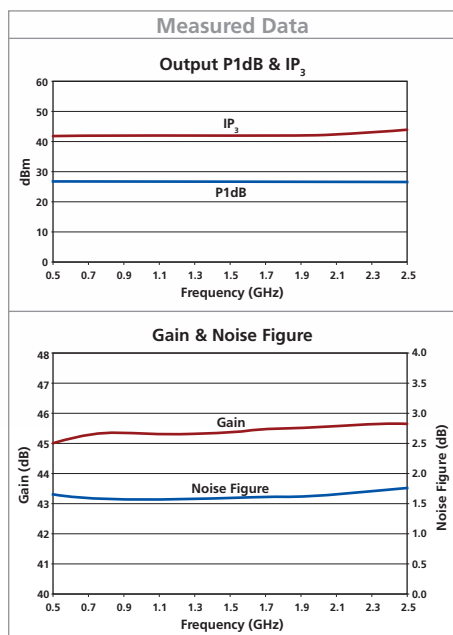 Measured Data
Output P1dB & IP3
60
50
40
30
20
10
0
dBm
IP3
P1dB
0.5 0.7 0.9 1.1 1.3 1.5 1.7 2.1 2.3 2.5
Frequency (GHz)
Gain & Noise Figure
48
47
46
45
44
43
42
41
40
Gain (dB)
Gain
Noise Figure
4.0
3.5
3.0
2.5
2.0
1.5
1.0
0.5
0.0
Noise Figure (dB)
0.5 0.7 0.9 1.1 1.3 1.5 1.7 1.9 2.1 2.3 2.5
Frequency (GHz)